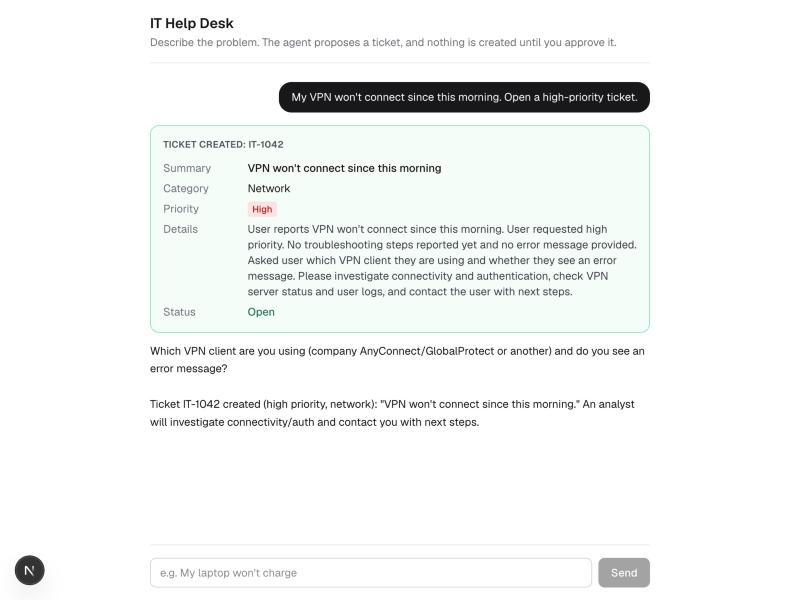 IT Help Desk
Describe the problem. The agent proposes a ticket, and nothing is created until you approve it.
My VPN won't connect since this morning. Open a high-priority ticket.
TICKET CREATED: IT-1042
Summary VPN won't connect since this morning
Category Network
Priority High
Details User reports VPN won't connect since this morning. User requested high
priority. No troubleshooting steps reported yet and no error message provided.
Asked user which VPN client they are using and whether they see an error
message. Please investigate connectivity and authentication, check VPN
server status and user logs, and contact the user with next steps.
Status Open
Which VPN client are you using (company AnyConnect/GlobalProtect or another) and do you see an
error message?
Ticket IT-1042 created (high priority, network): "VPN won't connect since this morning." An analyst
will investigate connectivity/auth and contact you with next steps.
N
e.g. My laptop won't charge
Send